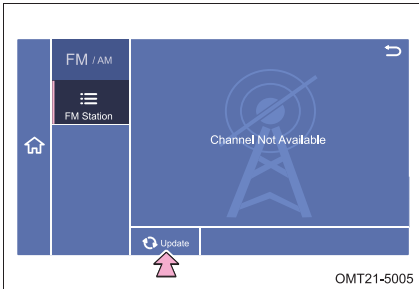 FM / AM
FM Station
Channel Not Available
Update
OMT21-5005